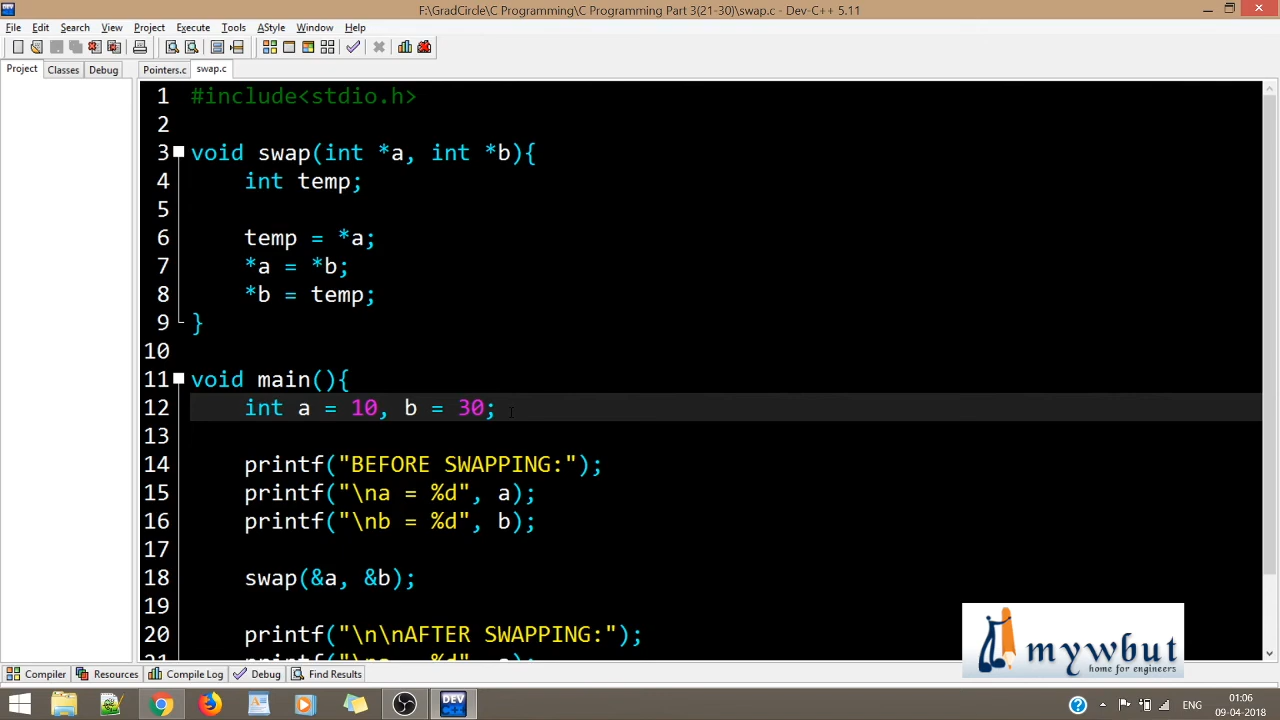 F:\GradCircle\C Programming\C Programming Part 3(21-30)\swap.c - Dev-C++ 5.11
File Edit Search View Project Execute Tools AStyle Window Help
Project Classes Debug Pointers.c swap.c
1 #include<stdio.h>
2
3 void swap(int *a, int *b){
4 int temp;
5
6 temp = *a;
7 *a = *b;
8 *b = temp;
9 }
10
11 void main(){
12 int a = 10, b = 30;
13
14 printf("BEFORE SWAPPING:");
15 printf("\na = %d", a);
16 printf("\nb = %d", b);
17
18 swap(&a, &b);
19
20 printf("\n\nAFTER SWAPPING:");
mywbut
home for engineers
Compiler Resources Compile Log Debug Find Results
DEV
ENG
01:06
09-04-2018